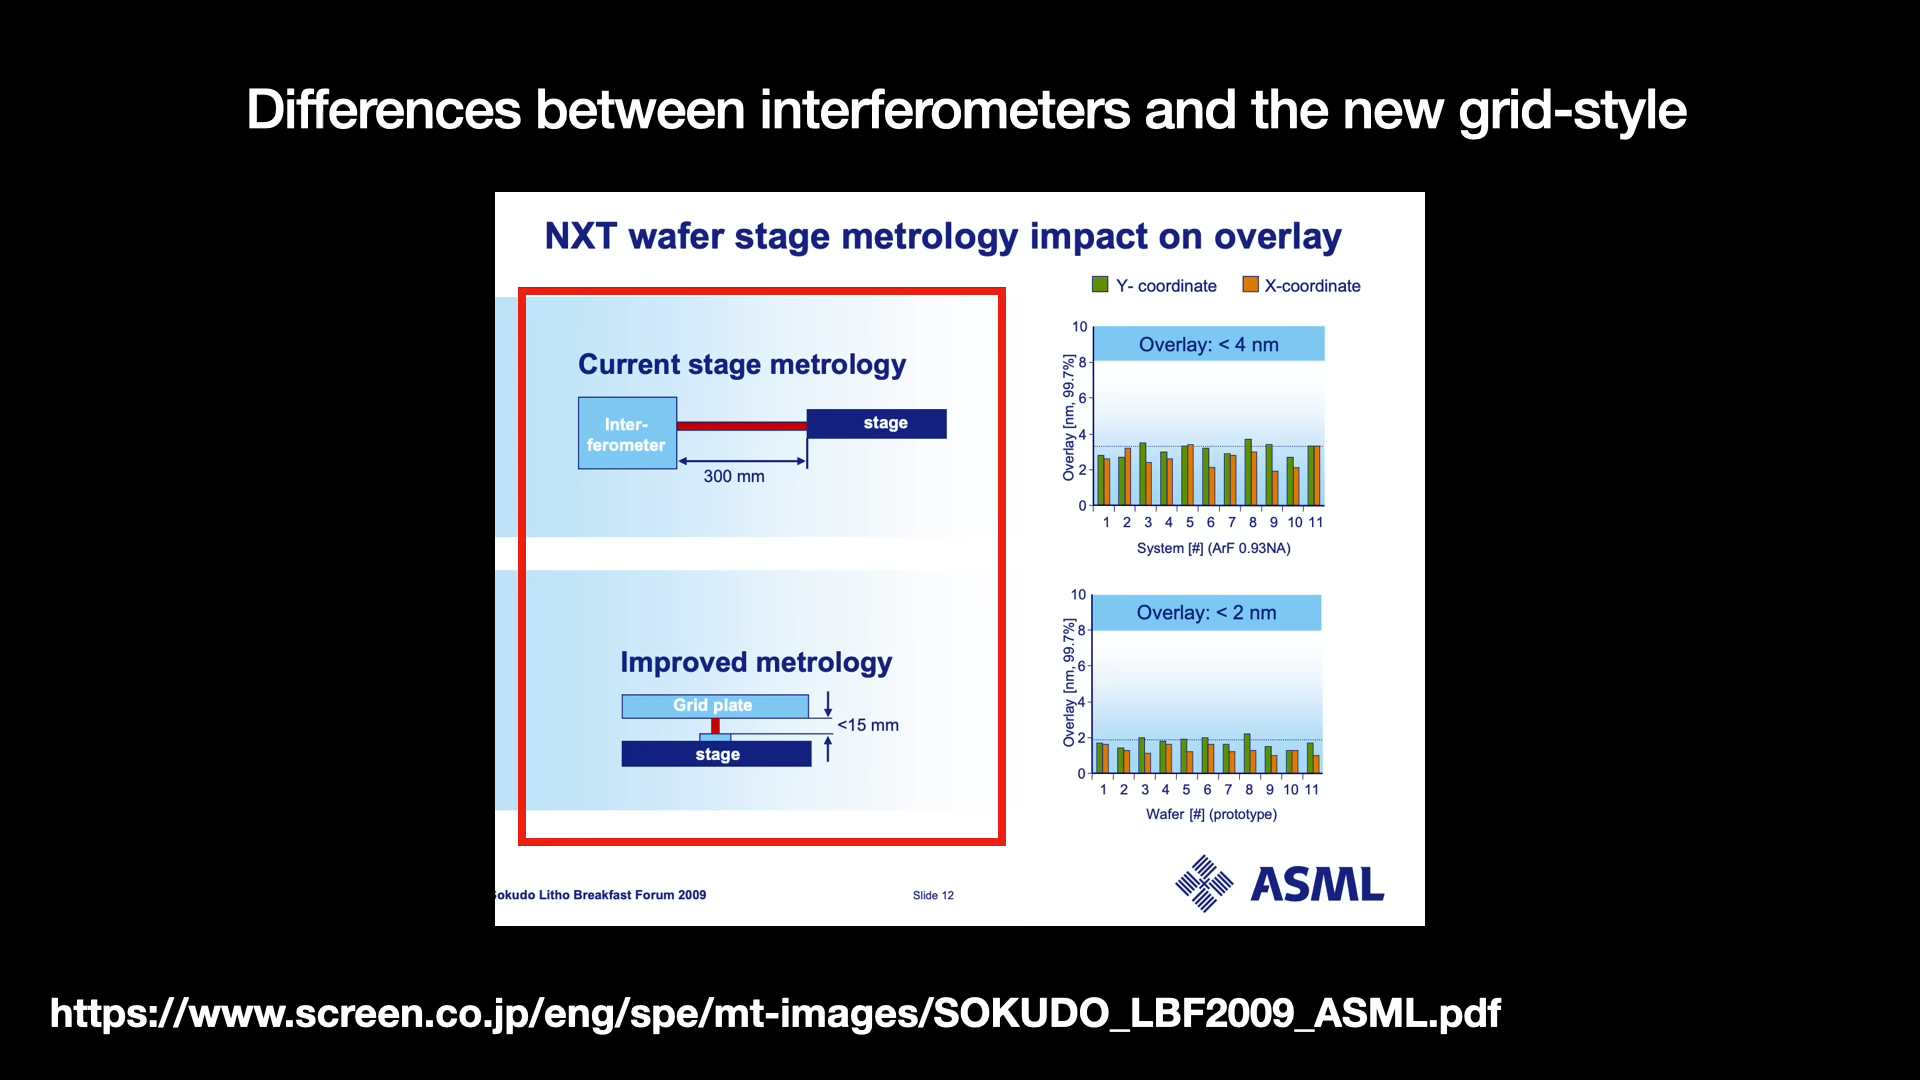 Differences between interferometers and the new grid-style
NXT wafer stage metrology impact on overlay
Y- coordinate
X-coordinate
Current stage metrology
Inter-
ferometer
stage
300 mm
Overlay [nm, 99.7%]
10
8
6
4
2
0
Overlay: < 4 nm
1 2 3 4 5 6 7 8 9 10 11
System [#] (ArF 0.93NA)
Improved metrology
Grid plate
<15 mm
stage
Overlay [nm, 99.7%]
10
8
6
4
2
0
Overlay: < 2 nm
1 2 3 4 5 6 7 8 9 10 11
Wafer [#] (prototype)
Sokudo Litho Breakfast Forum 2009
Slide 12
ASML
https://www.screen.co.jp/eng/spe/mt-images/SOKUDO_LBF2009_ASML.pdf